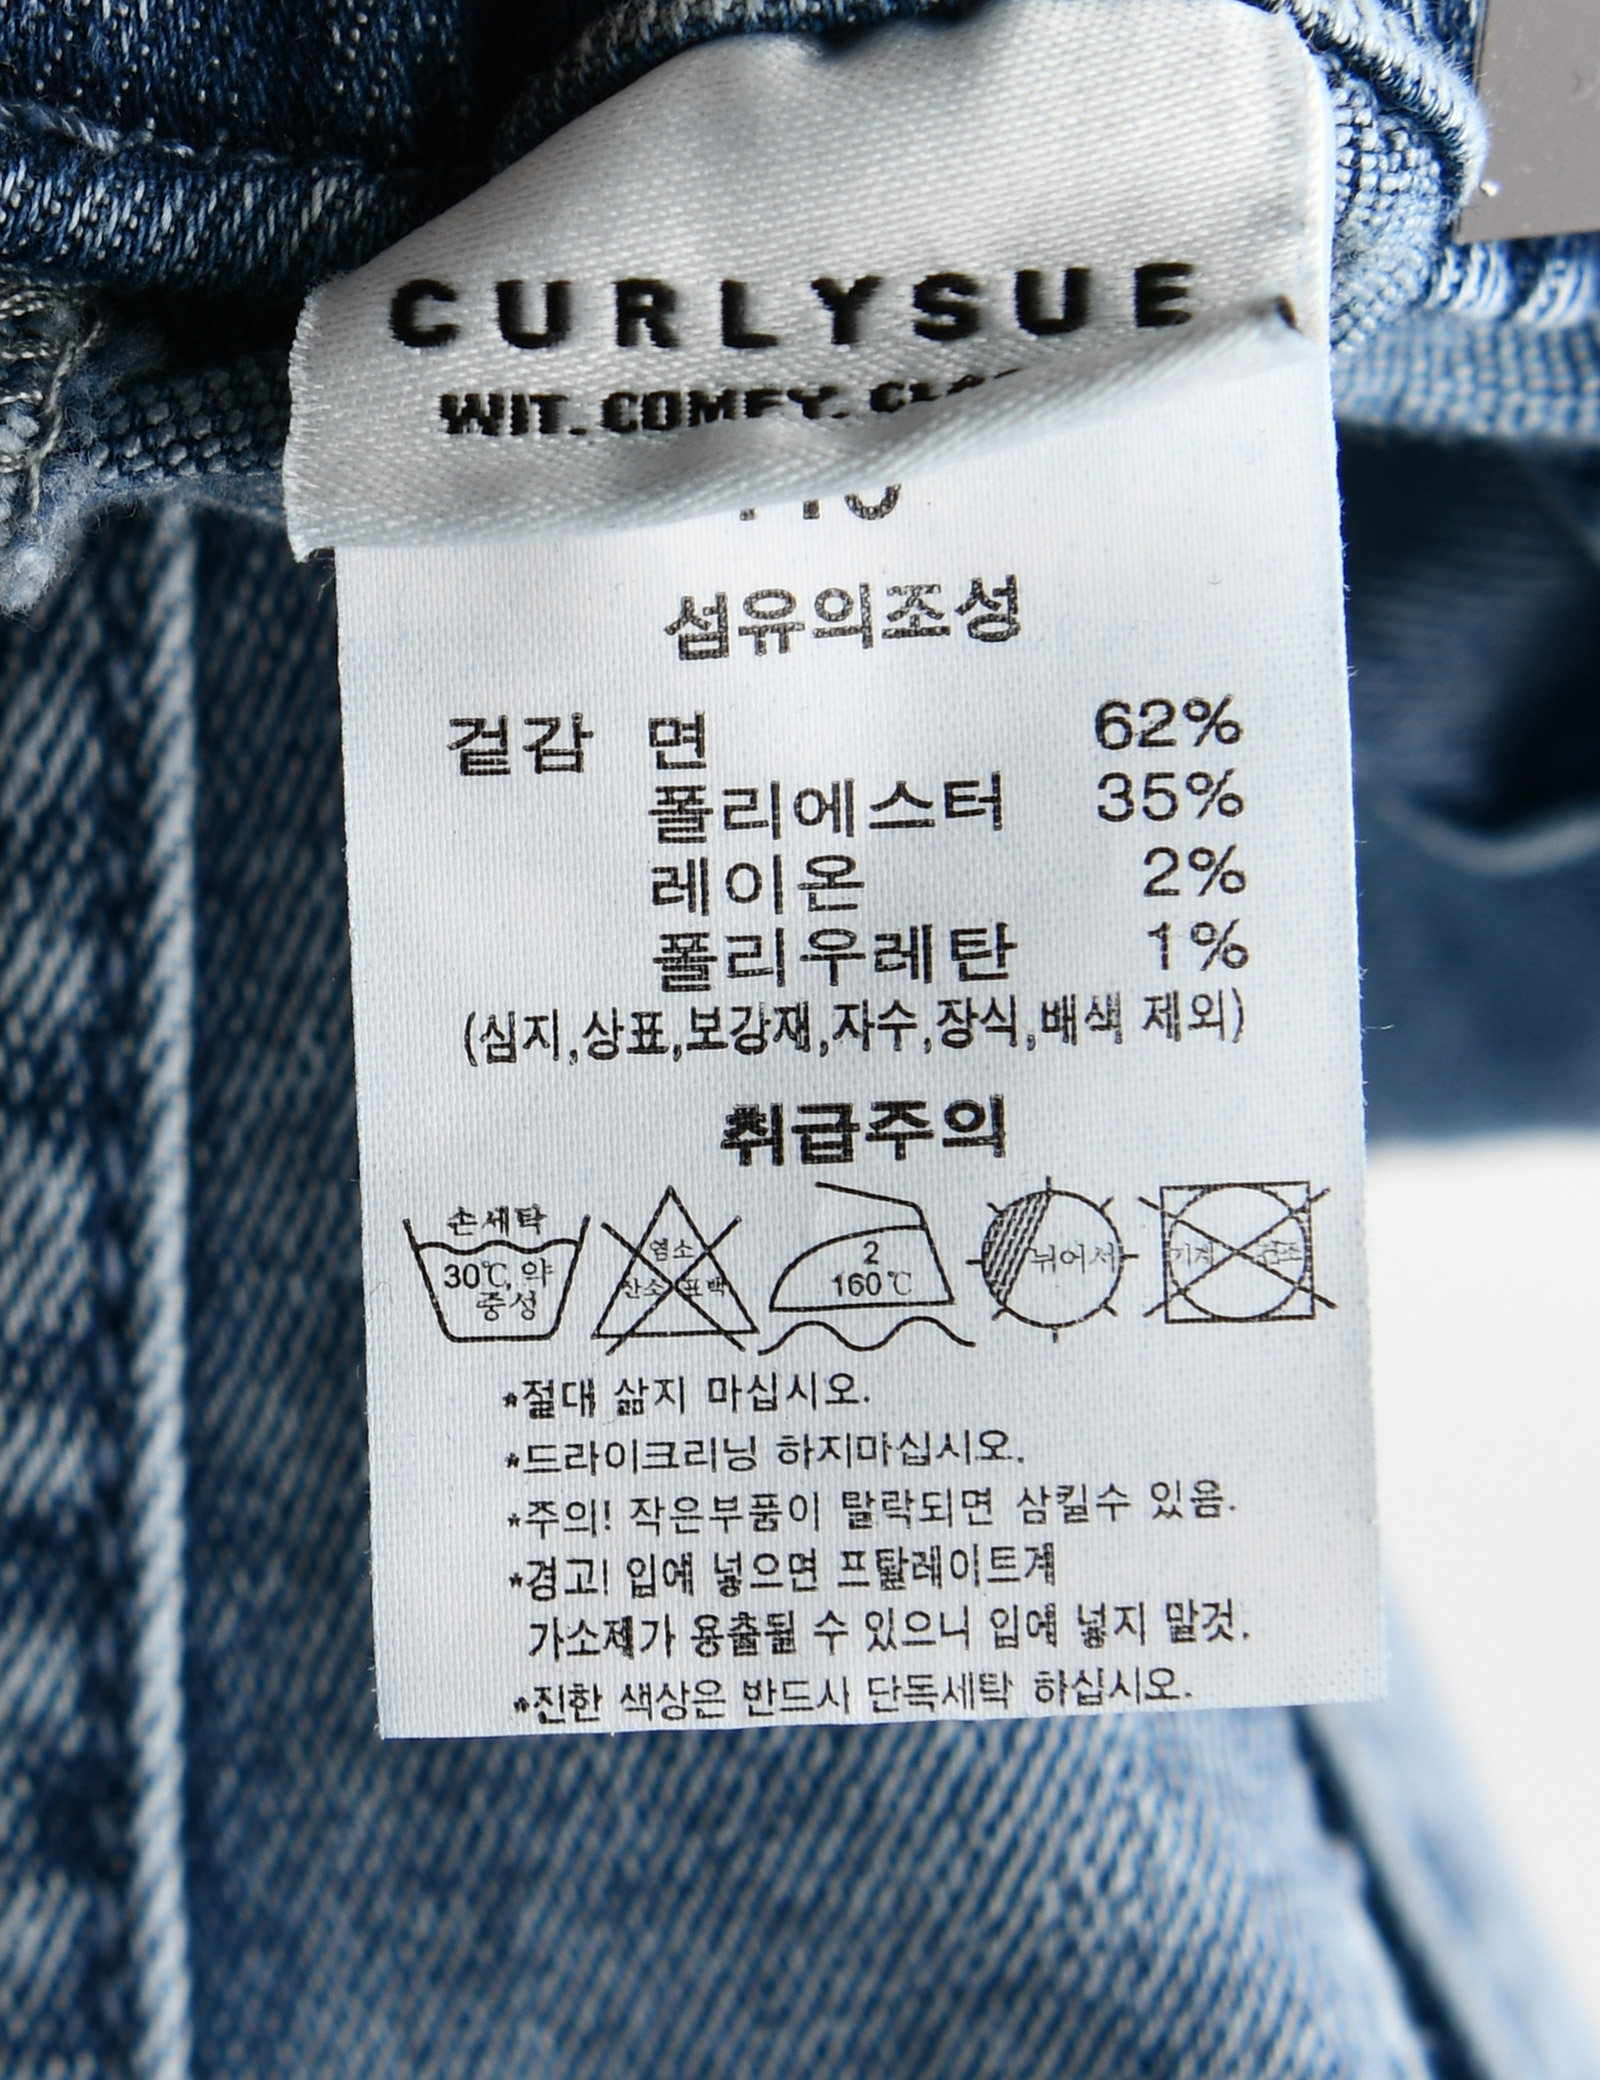 CURLYSUE
WIT. COMFY.
섬유의조성
겉감 면 62%
폴리에스터 35%
레이온 2%
폴리우레탄 1%
(심지,상표,보강재,자수,장식,배색 제외)
취급주의
손세탁
30℃, 약
중성
염소
산소 표백
2
160℃
뉘어서
기계 건조
*절대 삶지 마십시오.
*드라이크리닝 하지마십시오.
*주의! 작은부품이 탈락되면 삼킬수 있음.
*경고! 입에 넣으면 프탈레이트계
가소제가 용출될 수 있으니 입에 넣지 말것.
*진한 색상은 반드시 단독세탁 하십시오.